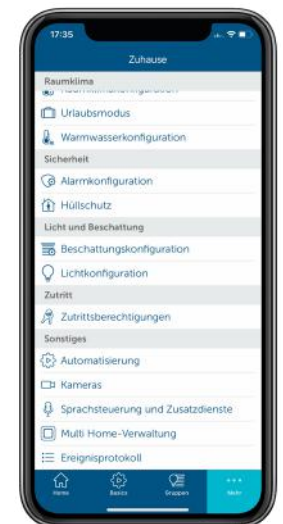 17:35
Zuhause
Raumklima
Raumklimakonfiguration
Urlaubsmodus
Warmwasserkonfiguration
Sicherheit
Alarmkonfiguration
Hüllschutz
Licht und Beschattung
Beschattungskonfiguration
Lichtkonfiguration
Zutritt
Zutrittsberechtigungen
Sonstiges
Automatisierung
Kameras
Sprachsteuerung und Zusatzdienste
Multi Home-Verwaltung
Ereignisprotokoll
Home Basics Gruppen Mehr